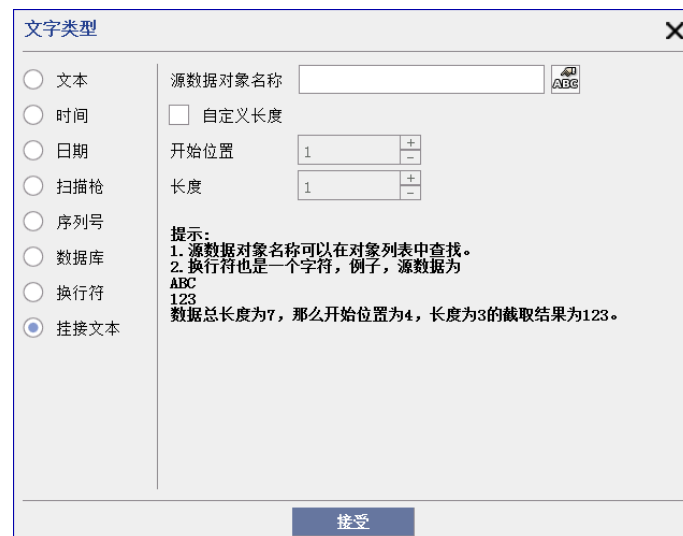 文字类型
文本
时间
日期
扫描枪
序列号
数据库
换行符
挂接文本
源数据对象名称
ABC
自定义长度
开始位置 1
长度 1
提示:
1.源数据对象名称可以在对象列表中查找。
2.换行符也是一个字符，例子，源数据为
ABC
123
数据总长度为7，那么开始位置为4，长度为3的截取结果为123。
接受